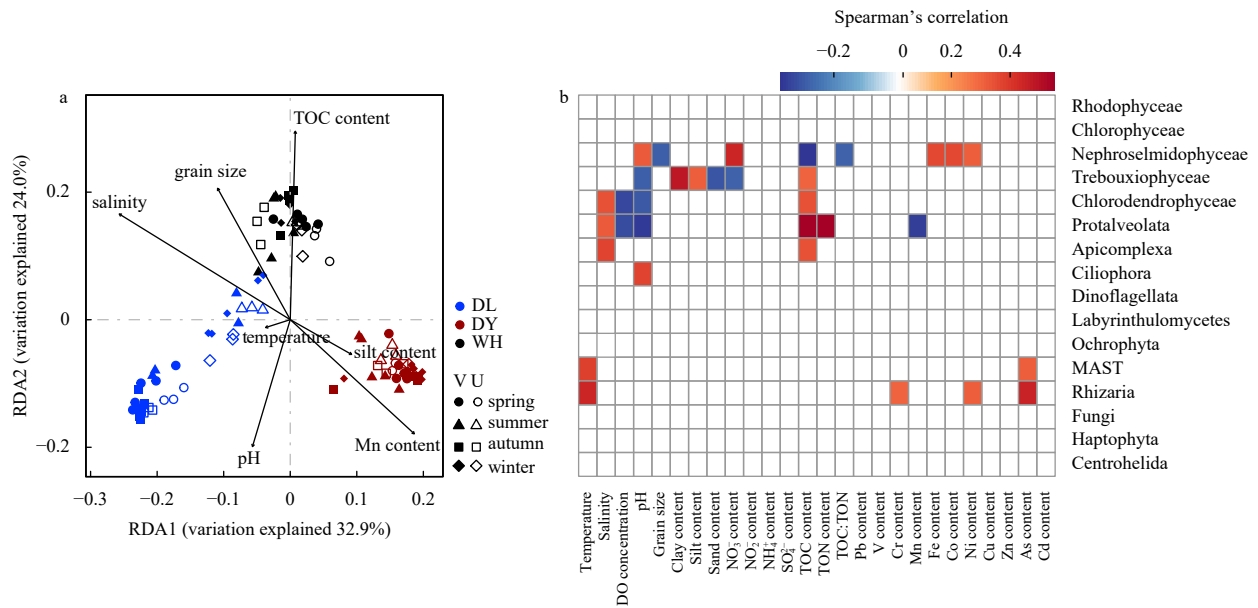 Spearman's correlation
−0.2 0 0.2 0.4
a
TOC content
grain size
salinity
temperature
silt content
Mn content
pH
RDA2 (variation explained 24.0%)
0.2
0
−0.2
−0.3 −0.2 −0.1 0 0.1 0.2
RDA1 (variation explained 32.9%)
DL
DY
WH
V U
spring
summer
autumn
winter
b
Rhodophyceae
Chlorophyceae
Nephroselmidophyceae
Trebouxiophyceae
Chlorodendrophyceae
Protalveolata
Apicomplexa
Ciliophora
Dinoflagellata
Labyrinthulomycetes
Ochrophyta
MAST
Rhizaria
Fungi
Haptophyta
Centrohelida
Temperature
Salinity
DO concentration
pH
Grain size
Clay content
Silt content
Sand content
NO₃⁻ content
NO₂⁻ content
NH₄⁺ content
SO₄²⁻ content
TOC content
TON content
TOC:TON
Pb content
V content
Cr content
Mn content
Fe content
Co content
Ni content
Cu content
Zn content
As content
Cd content